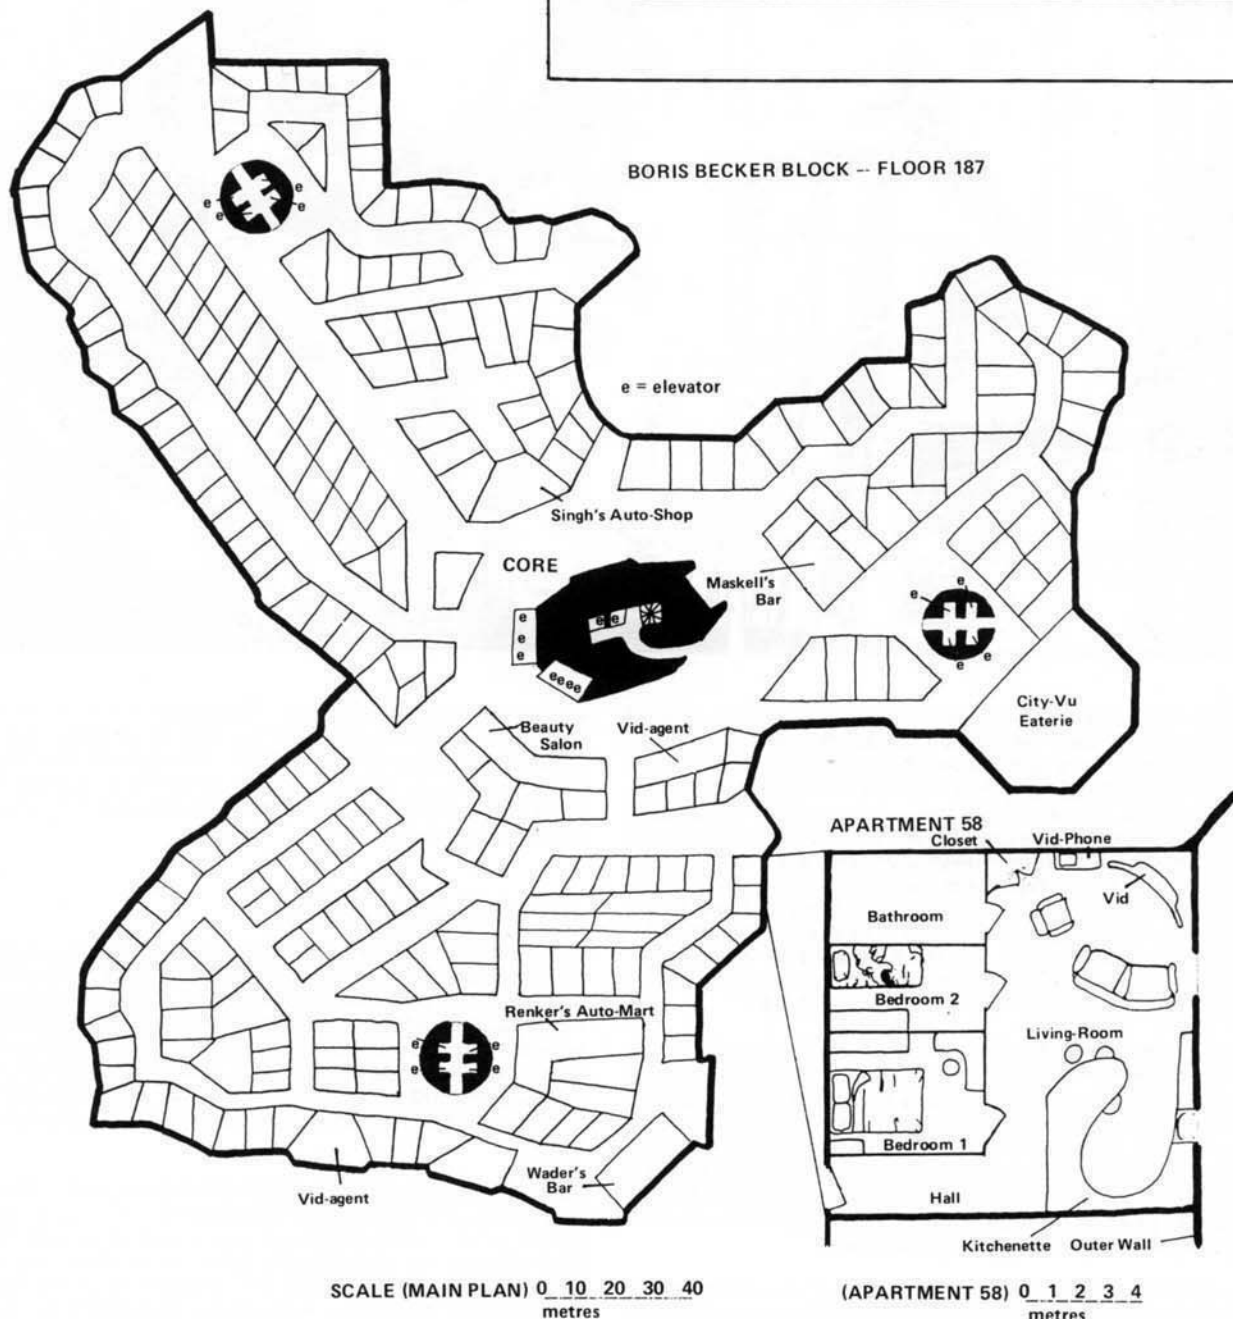 BORIS BECKER BLOCK -- FLOOR 187
e
e
e
e
e = elevator
Singh's Auto-Shop
CORE
Maskell's
Bar
e
e
e
e
e
e
e
e e
e
e
e
e e e e
City-Vu
Eaterie
Beauty
Salon
Vid-agent
APARTMENT 58
Closet
Vid-Phone
Vid
Bathroom
Bedroom 2
Living-Room
Bedroom 1
Hall
Kitchenette
Outer Wall
Renker's Auto-Mart
e
e
e
e
Wader's
Bar
Vid-agent
SCALE (MAIN PLAN) 0 10 20 30 40
metres
(APARTMENT 58) 0 1 2 3 4
metres